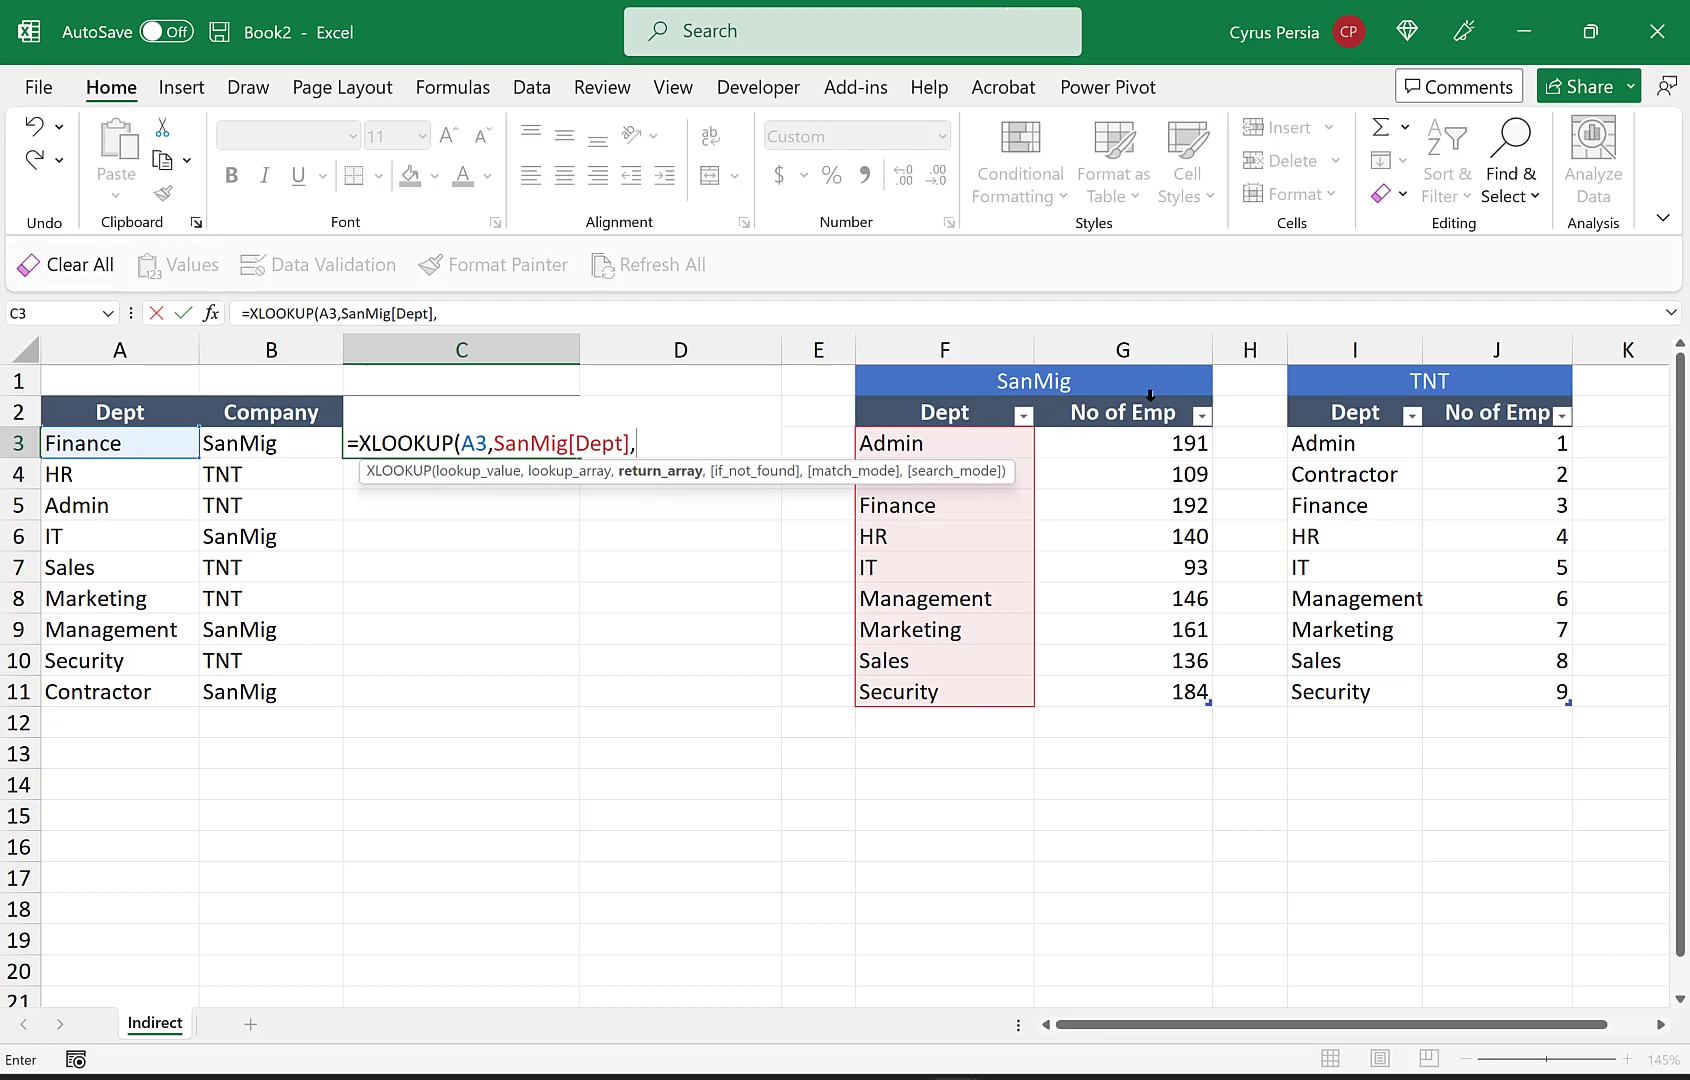 AutoSave Off Book2 - Excel Search Cyrus Persia CP
File Home Insert Draw Page Layout Formulas Data Review View Developer Add-ins Help Acrobat Power Pivot Comments Share
Paste
11
B I U
ab
Custom
$ % 9
.00
Conditional Formatting
Format as Table
Cell Styles
Insert
Delete
Format
Sort & Filter
Find & Select
Analyze Data
Undo Clipboard Font Alignment Number Styles Cells Editing Analysis
Clear All Values Data Validation Format Painter Refresh All
C3 fx =XLOOKUP(A3,SanMig[Dept],
A B C D E F G H I J K
1 SanMig TNT
2 Dept Company Dept No of Emp Dept No of Emp
3 Finance SanMig =XLOOKUP(A3,SanMig[Dept], Admin 191 Admin 1
XLOOKUP(lookup_value, lookup_array, return_array, [if_not_found], [match_mode], [search_mode])
4 HR TNT 109 Contractor 2
5 Admin TNT Finance 192 Finance 3
6 IT SanMig HR 140 HR 4
7 Sales TNT IT 93 IT 5
8 Marketing TNT Management 146 Management 6
9 Management SanMig Marketing 161 Marketing 7
10 Security TNT Sales 136 Sales 8
11 Contractor SanMig Security 184 Security 9
12
13
14
15
16
17
18
19
20
21
Indirect
Enter 145%